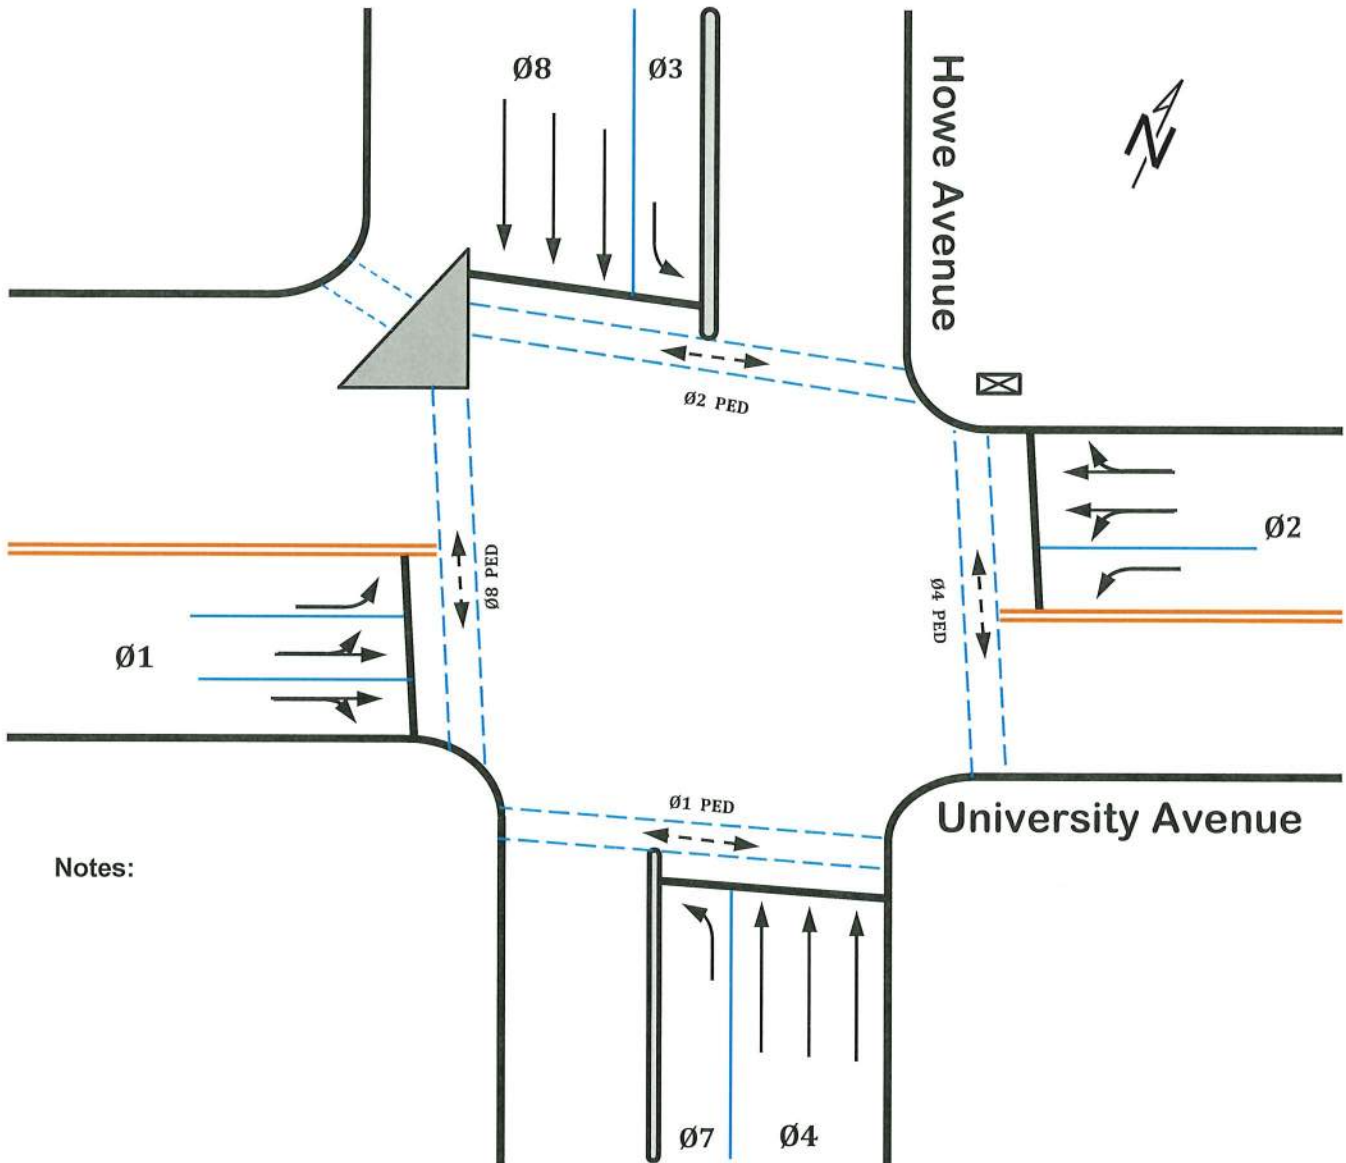 Ø8
Ø3
Howe Avenue
N
Ø2 PED
Ø2
Ø8 PED
Ø4 PED
Ø1
Ø1 PED
University Avenue
Notes:
Ø7
Ø4